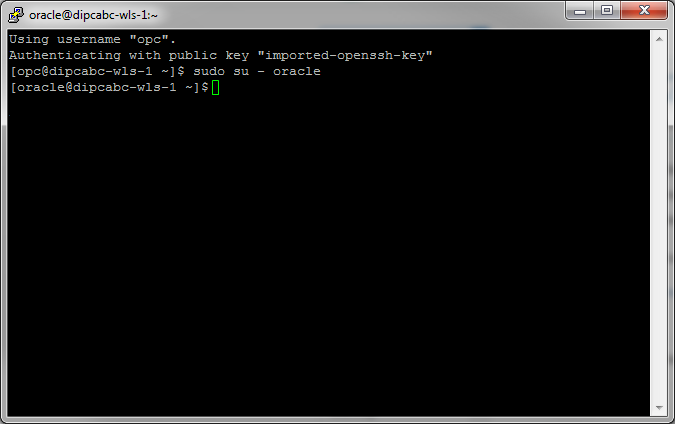 oracle@dipcabc-wls-1:~
Using username "opc".
Authenticating with public key "imported-openssh-key"
[opc@dipcabc-wls-1 ~]$ sudo su - oracle
[oracle@dipcabc-wls-1 ~]$